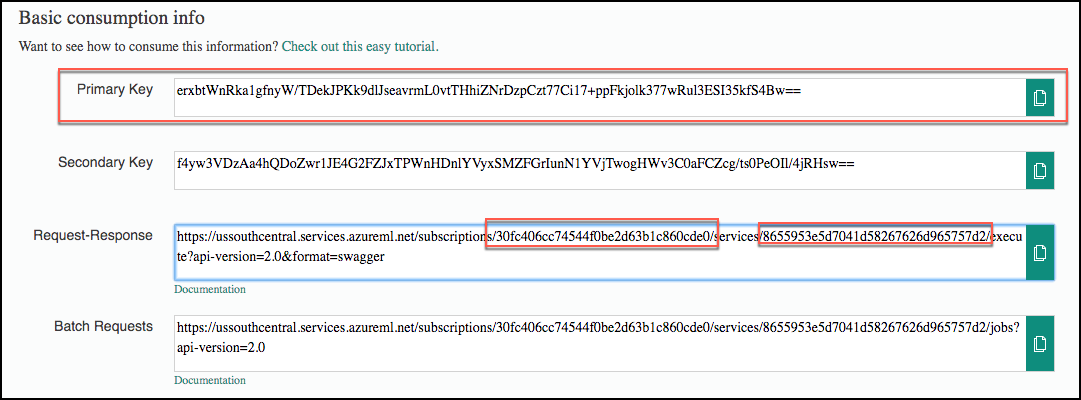 Basic consumption info
Want to see how to consume this information? Check out this easy tutorial.
Primary Key
erxbtWnRka1gfnyW/TDekJPKk9dlJseavrmL0vtTHhiZNrDzpCzt77Ci17+ppFkjolk377wRul3ESI35kfS4Bw==
Secondary Key
f4yw3VDzAa4hQDoZwr1JE4G2FZJxTPWnHDnlYVyxSMZFGrIunN1YVjTwogHWv3C0aFCZcg/ts0PeOIl/4jRHsw==
Request-Response
https://ussouthcentral.services.azureml.net/subscriptions/30fc406cc74544f0be2d63b1c860cde0/services/8655953e5d7041d58267626d965757d2/execu
te?api-version=2.0&format=swagger
Documentation
Batch Requests
https://ussouthcentral.services.azureml.net/subscriptions/30fc406cc74544f0be2d63b1c860cde0/services/8655953e5d7041d58267626d965757d2/jobs?
api-version=2.0
Documentation